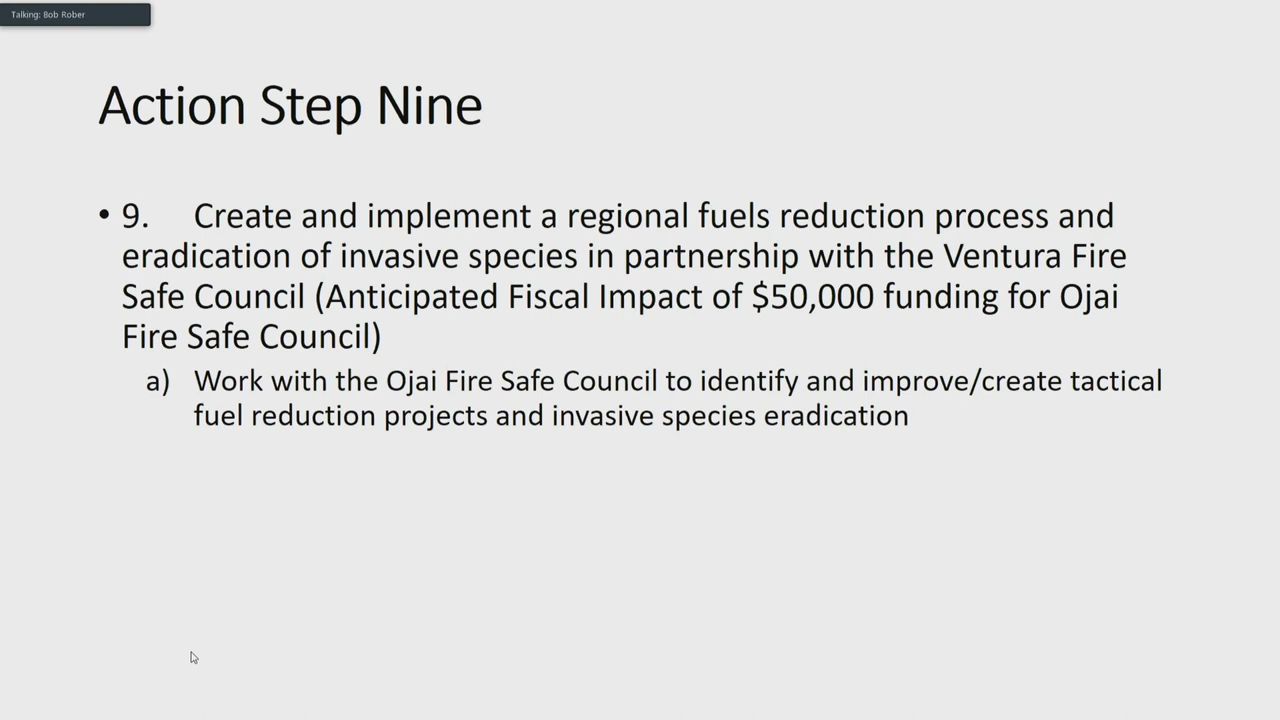 Talking: Bob Rober
Action Step Nine
• 9. Create and implement a regional fuels reduction process and
eradication of invasive species in partnership with the Ventura Fire
Safe Council (Anticipated Fiscal Impact of $50,000 funding for Ojai
Fire Safe Council)
a) Work with the Ojai Fire Safe Council to identify and improve/create tactical
fuel reduction projects and invasive species eradication